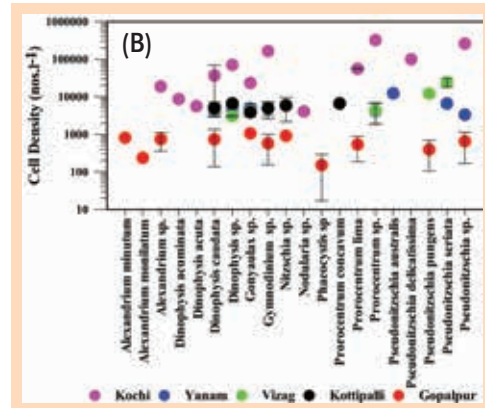 (B)
Cell Density (nos.l⁻¹)
1000000
100000
10000
1000
100
10
Alexandrium minutum
Alexandrium monilatum
Alexandrium sp.
Dinophysis acuminata
Dinophysis acuta
Dinophysis caudata
Dinophysis sp.
Gonyaulax sp.
Gymnodinium sp.
Nitzschia sp.
Nodularia sp.
Phaeocystis sp
Prorocentrum concavum
Prorocentrum lima
Prorocentrum sp.
Pseudonitzschia australis
Pseudonitzschia delicatissima
Pseudonitzschia pungens
Pseudonitzschia seriata
Pseudonitzschia sp.
Kochi Yanam Vizag Kottipalli Gopalpur